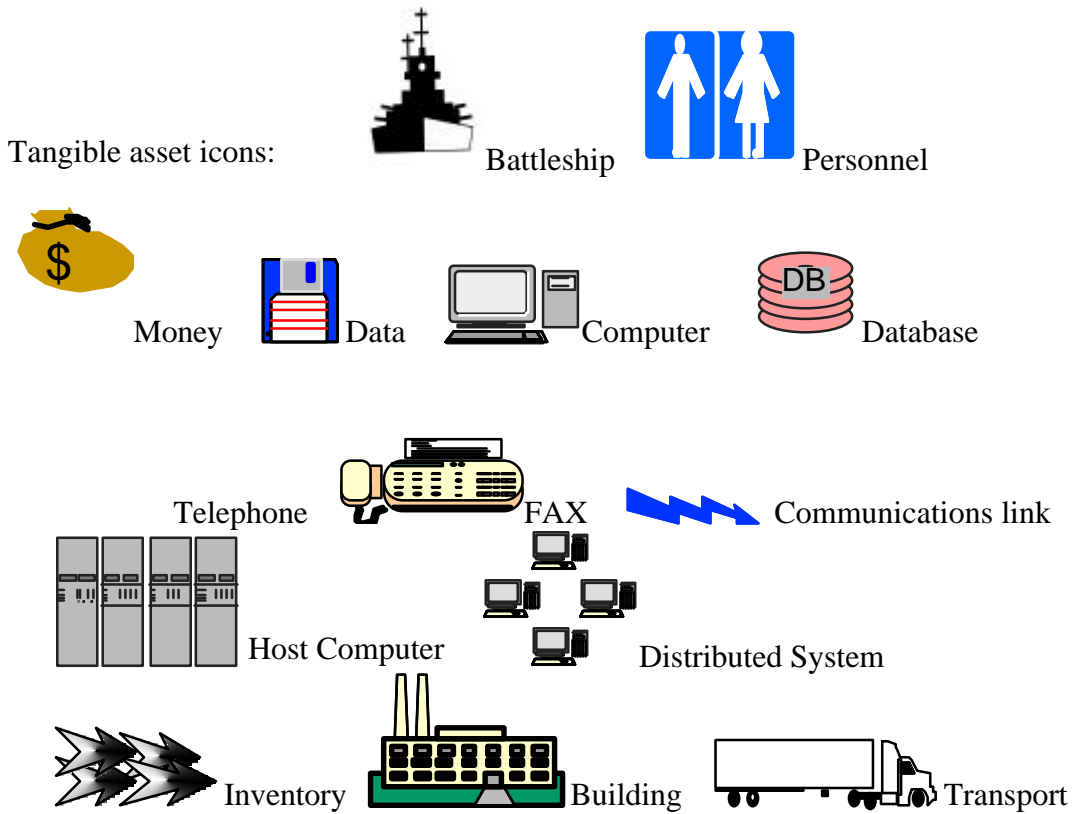 Tangible asset icons:
Battleship
Personnel
$
Money
Data
Computer
DB
Database
Telephone
FAX
Communications link
Host Computer
Distributed System
Inventory
Building
Transport